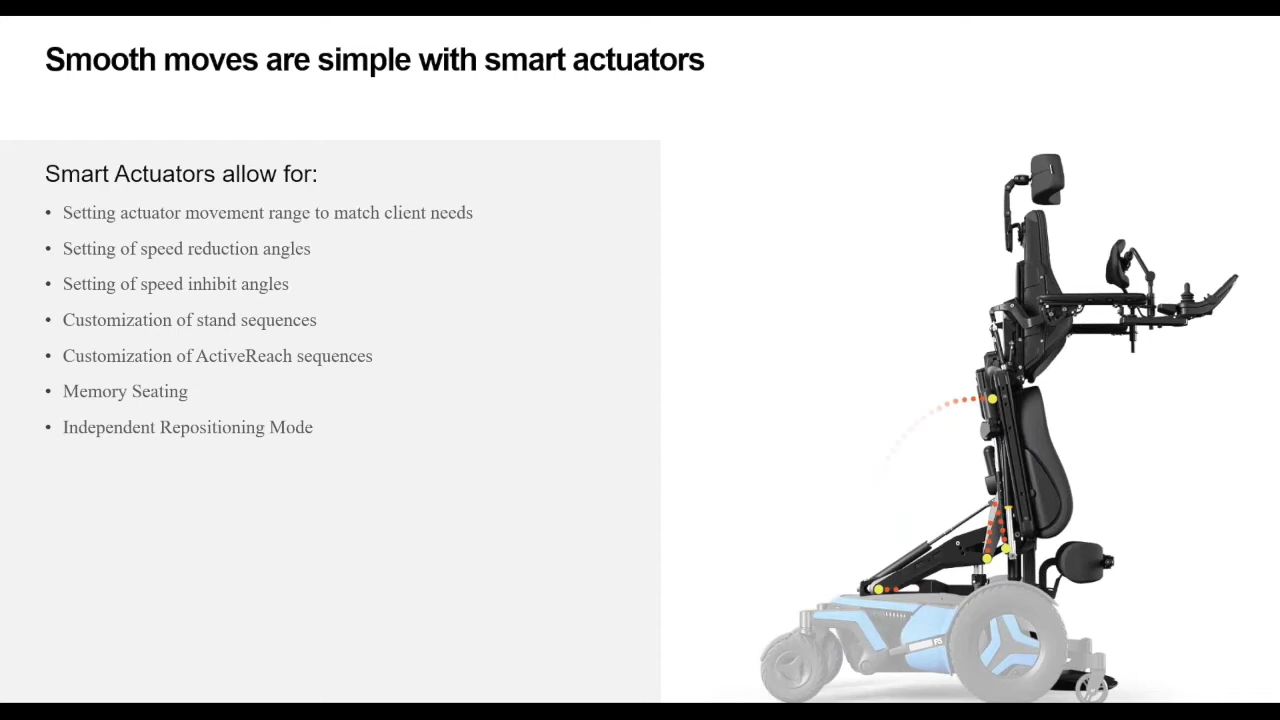 Smooth moves are simple with smart actuators
Smart Actuators allow for:
• Setting actuator movement range to match client needs
• Setting of speed reduction angles
• Setting of speed inhibit angles
• Customization of stand sequences
• Customization of ActiveReach sequences
• Memory Seating
• Independent Repositioning Mode
F5